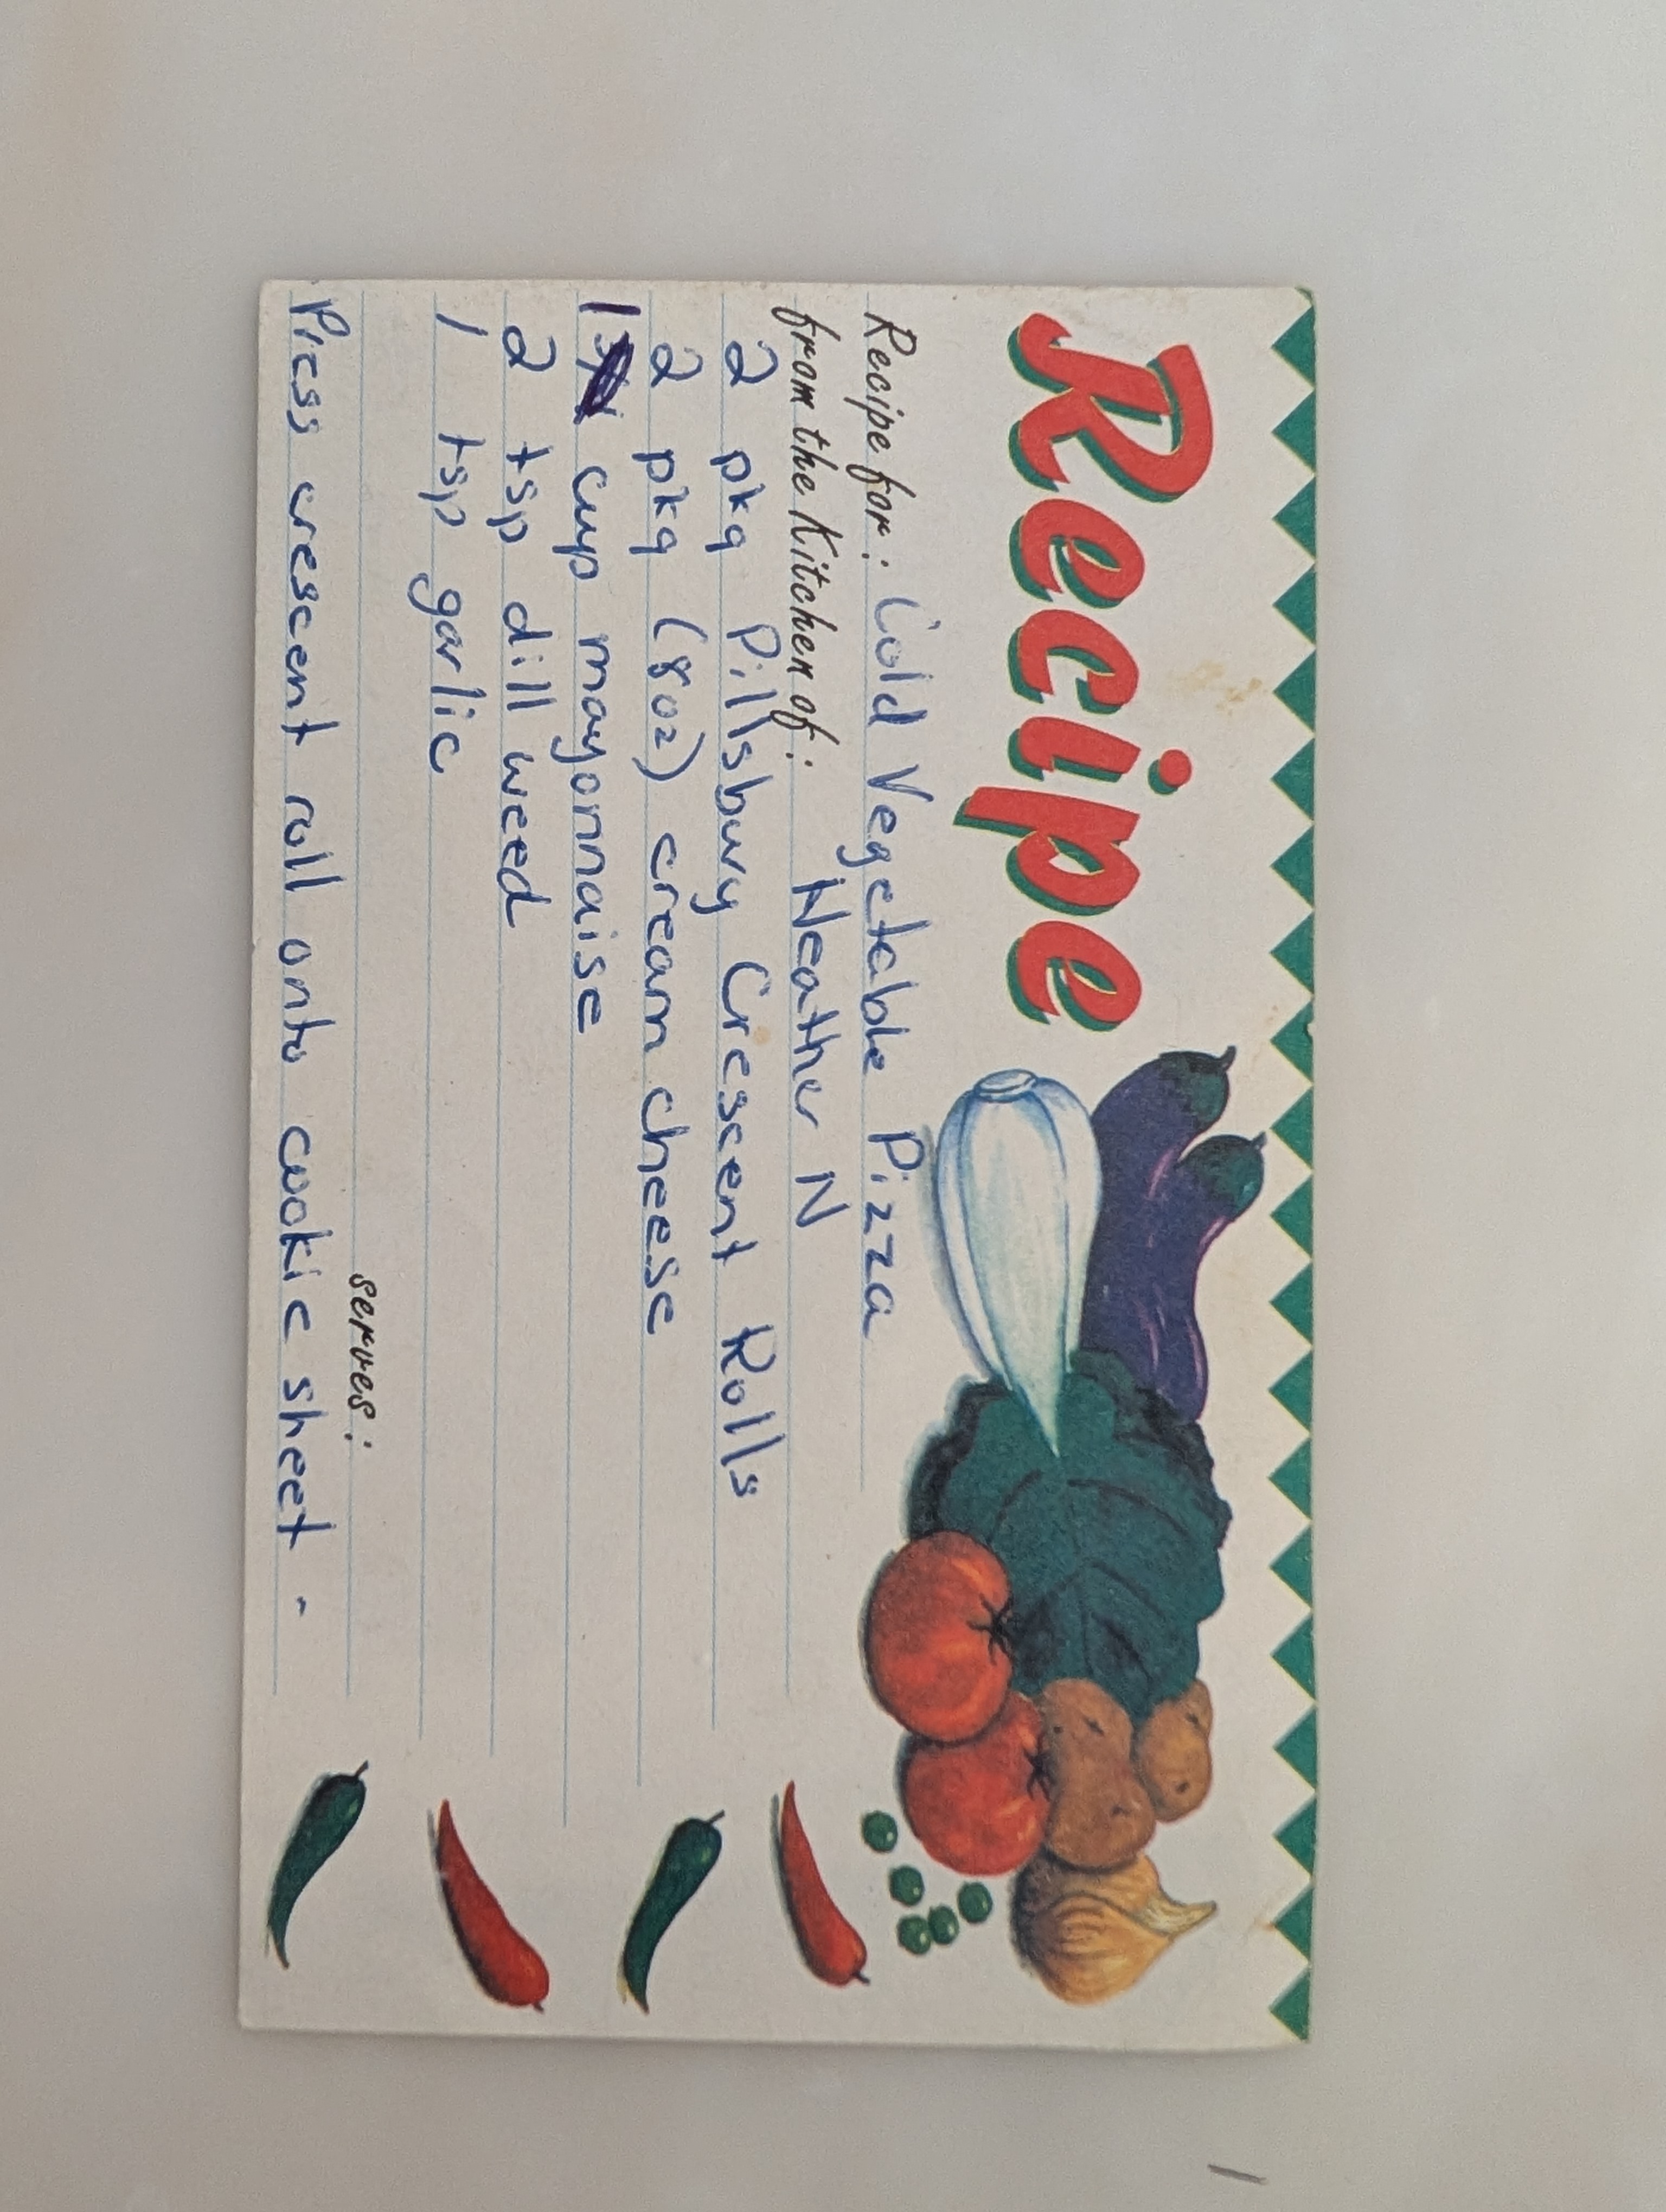 Recipe
Recipe for: Cold Vegetable Pizza
from the Kitchen of: Heather N
2 pkg Pillsbury Crescent Rolls
2 pkg (8oz) cream cheese
1 cup mayonnaise
2 tsp dill weed
1 tsp garlic
serves:
Press crescent roll onto cookie sheet -